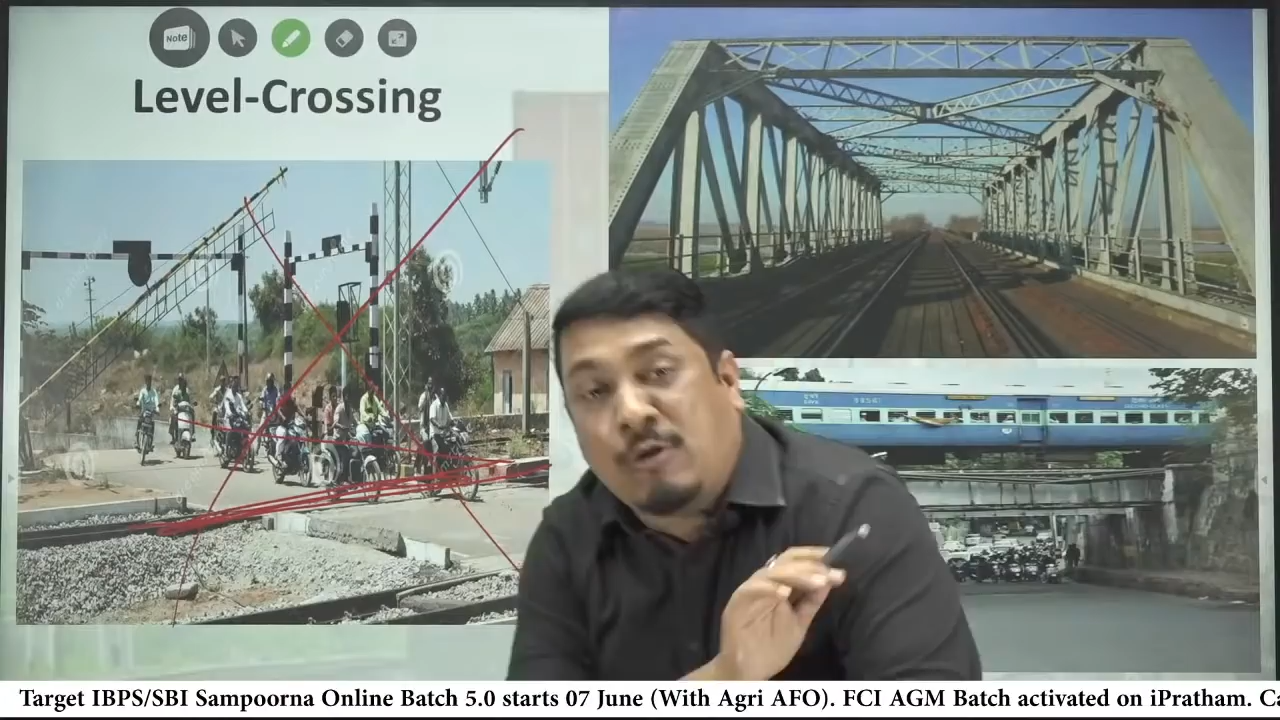 Note
Level-Crossing
Target IBPS/SBI Sampoorna Online Batch 5.0 starts 07 June (With Agri AFO). FCI AGM Batch activated on iPratham. Ca